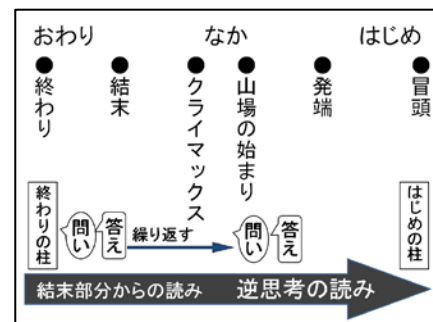 おわり
なか
はじめ
●終わり
●結末
●クライマックス
●山場の始まり
●発端
●冒頭
終わりの柱
問い
答え
繰り返す
問い
答え
はじめの柱
結末部分からの読み
逆思考の読み